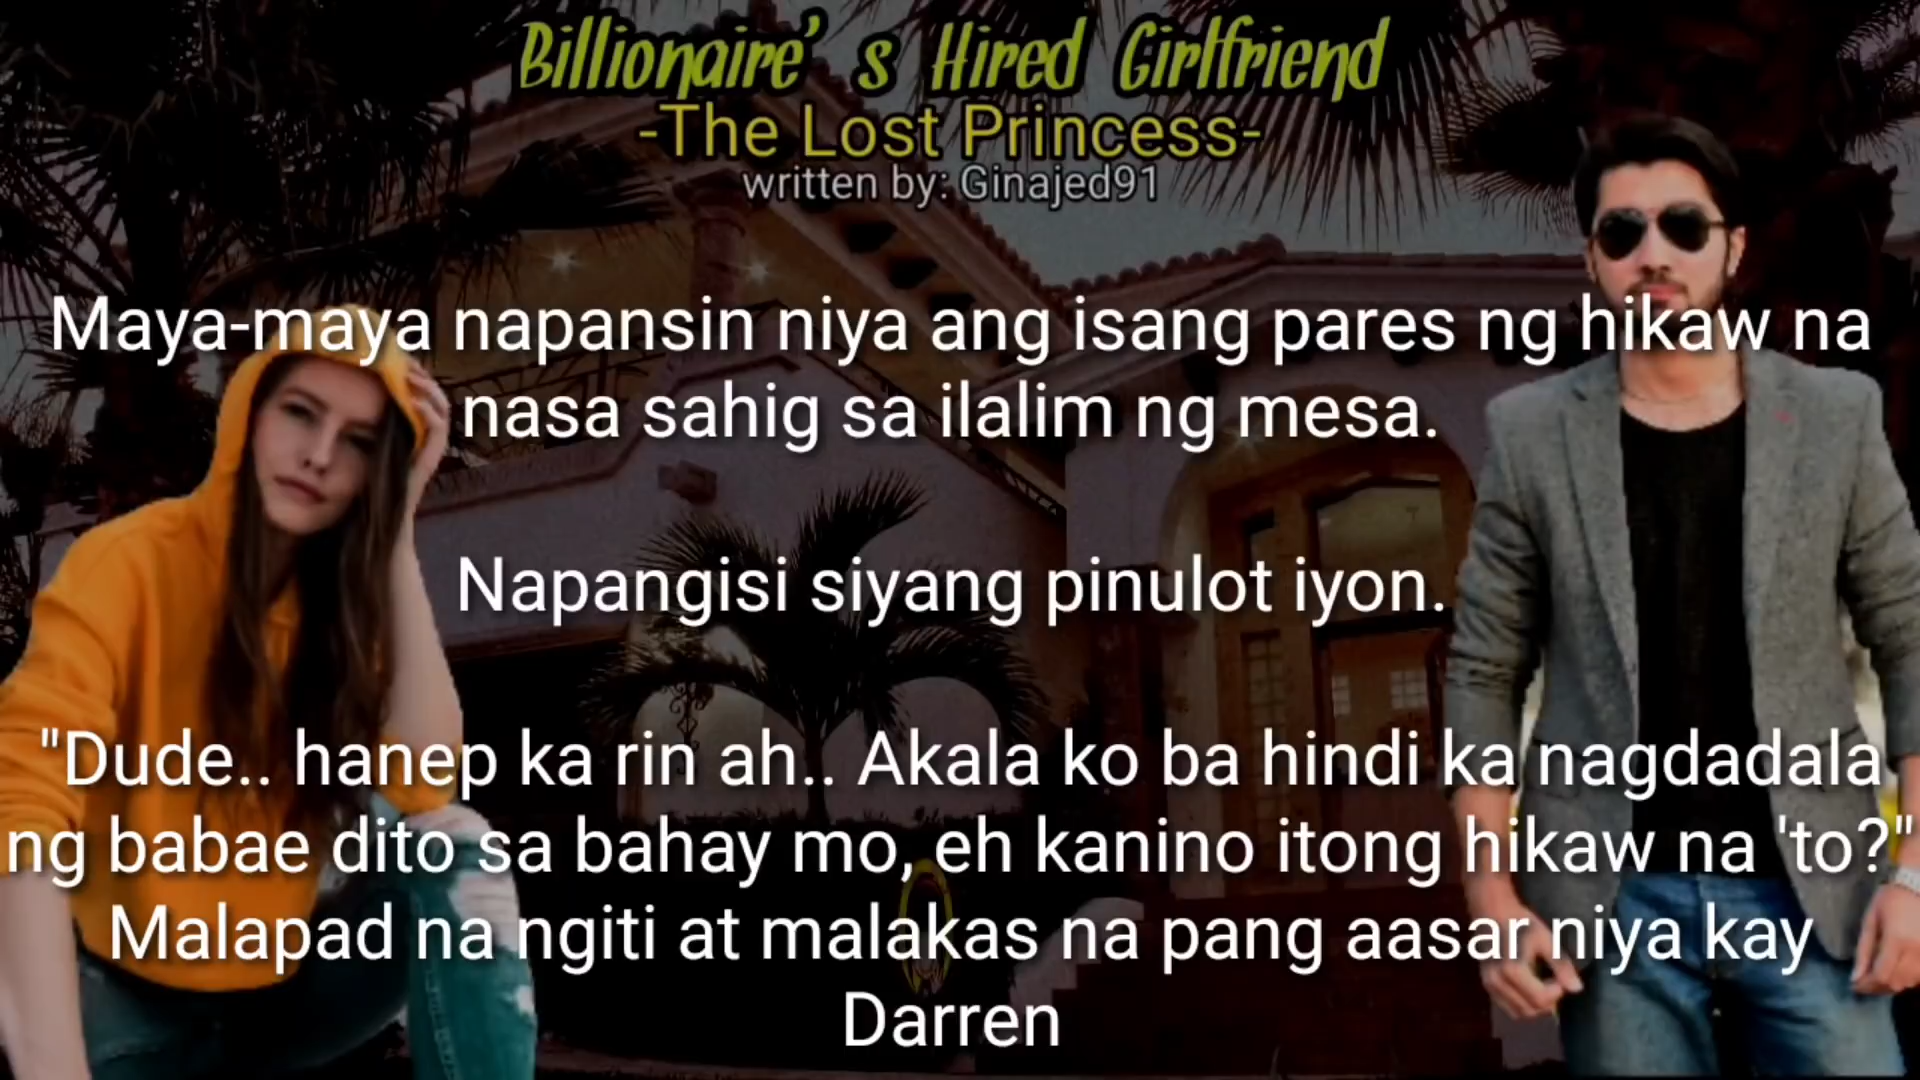 Billionaire' s Hired Girlfriend
-The Lost Princess-
written by: Ginajed91
Maya-maya napansin niya ang isang pares ng hikaw na
nasa sahig sa ilalim ng mesa.
Napangisi siyang pinulot iyon.
"Dude.. hanep ka rin ah.. Akala ko ba hindi ka nagdadala
ng babae dito sa bahay mo, eh kanino itong hikaw na 'to?"
Malapad na ngiti at malakas na pang aasar niya kay
Darren